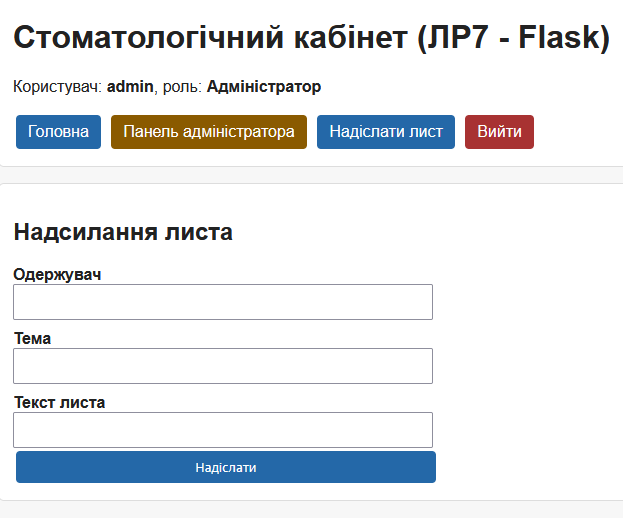 Стоматологічний кабінет (ЛР7 - Flask)
Користувач: admin, роль: Адміністратор
Головна Панель адміністратора Надіслати лист Вийти
Надсилання листа
Одержувач
Тема
Текст листа
Надіслати